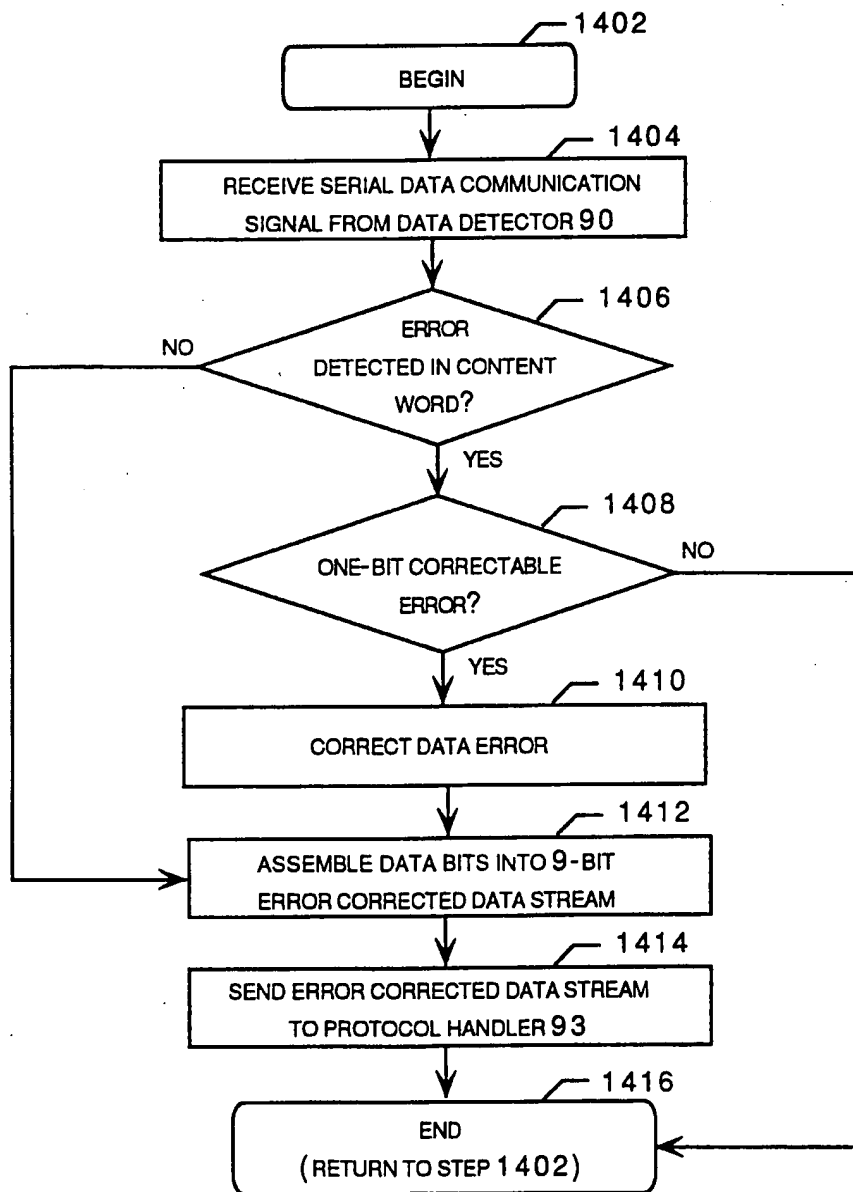 1402
BEGIN
1404
RECEIVE SERIAL DATA COMMUNICATION
SIGNAL FROM DATA DETECTOR 90
1406
ERROR
DETECTED IN CONTENT
WORD?
NO
YES
1408
ONE-BIT CORRECTABLE
ERROR?
NO
YES
1410
CORRECT DATA ERROR
1412
ASSEMBLE DATA BITS INTO 9-BIT
ERROR CORRECTED DATA STREAM
1414
SEND ERROR CORRECTED DATA STREAM
TO PROTOCOL HANDLER 93
1416
END
(RETURN TO STEP 1402)